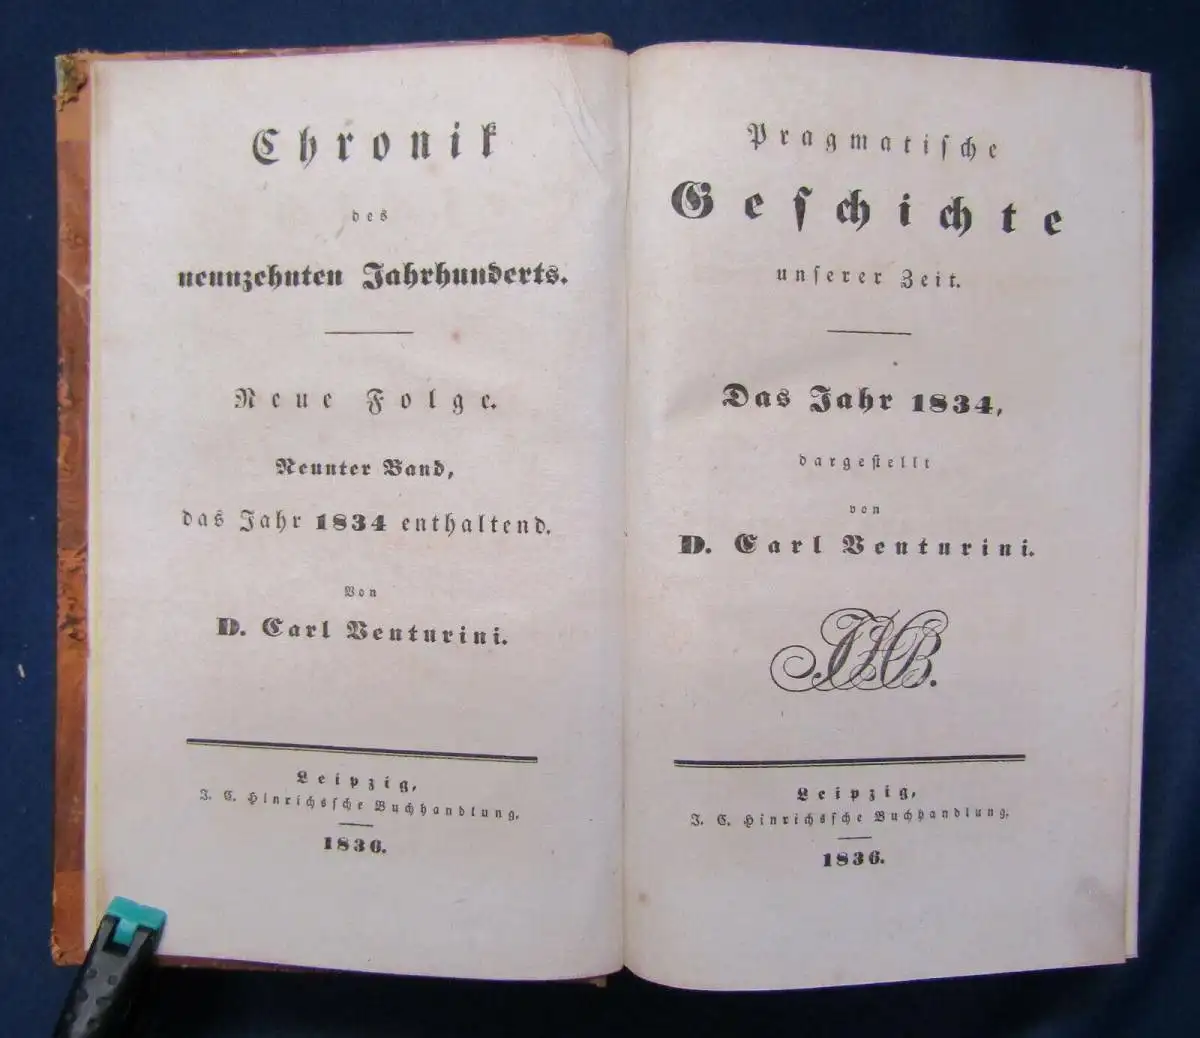 Chronik
des
neunzehnten Jahrhunderts.
Neue Folge.
Neunter Band,
das Jahr 1834 enthaltend.
Von
D. Carl Venturini.
Leipzig,
J. C. Hinrichssche Buchhandlung.
1836.
Pragmatische
Geschichte
unserer Zeit.
Das Jahr 1834,
dargestellt
von
D. Carl Venturini.
JHB.
Leipzig,
J. C. Hinrichssche Buchhandlung.
1836.